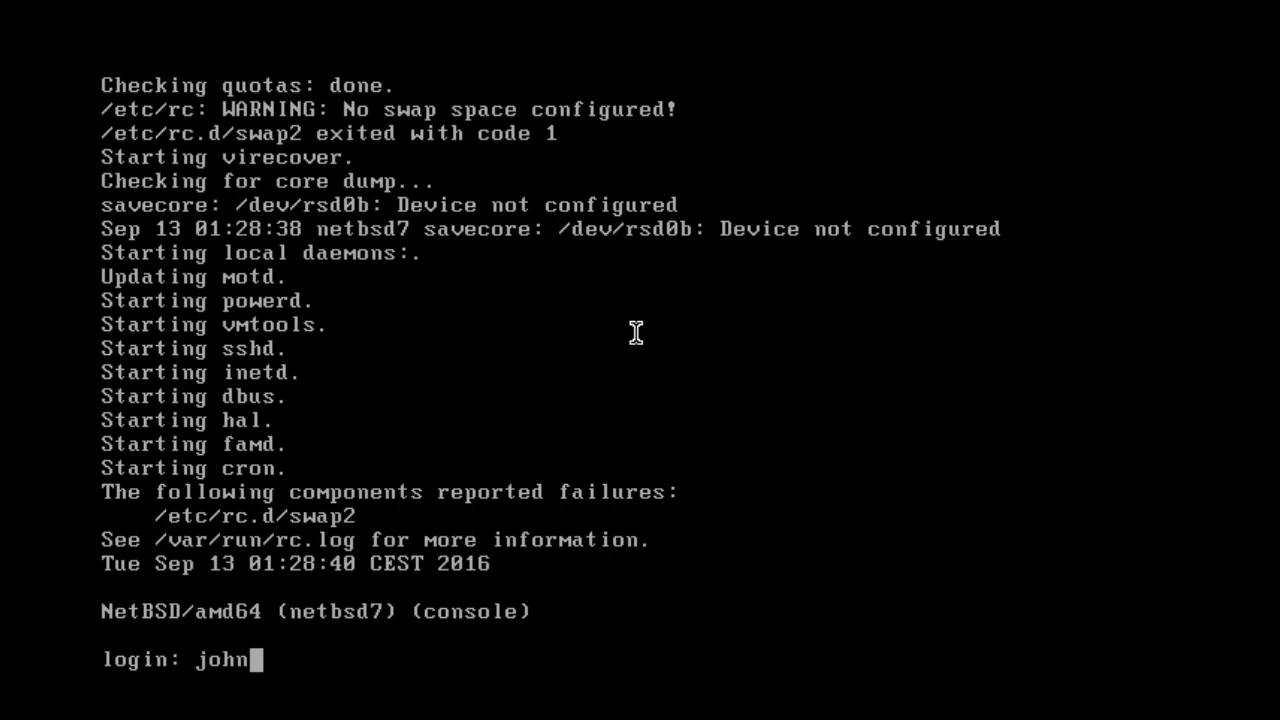 Checking quotas: done.
/etc/rc: WARNING: No swap space configured!
/etc/rc.d/swap2 exited with code 1
Starting virecover.
Checking for core dump...
savecore: /dev/rsd0b: Device not configured
Sep 13 01:28:38 netbsd7 savecore: /dev/rsd0b: Device not configured
Starting local daemons:.
Updating motd.
Starting powerd.
Starting vmtools.
Starting sshd.
Starting inetd.
Starting dbus.
Starting hal.
Starting famd.
Starting cron.
The following components reported failures:
    /etc/rc.d/swap2
See /var/run/rc.log for more information.
Tue Sep 13 01:28:40 CEST 2016
NetBSD/amd64 (netbsd7) (console)
login: john